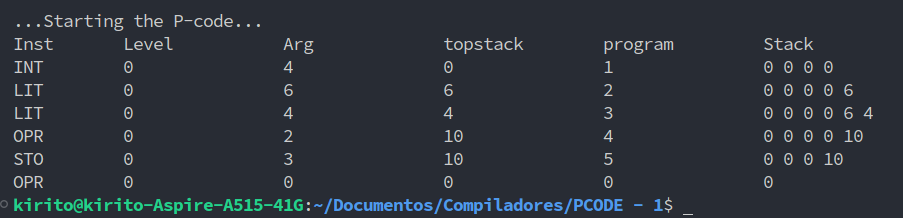 ...Starting the P-code...
Inst Level Arg topstack program Stack
INT 0 4 0 1 0 0 0 0
LIT 0 6 6 2 0 0 0 0 6
LIT 0 4 4 3 0 0 0 0 6 4
OPR 0 2 10 4 0 0 0 0 10
STO 0 3 10 5 0 0 0 10
OPR 0 0 0 0 0
kirito@kirito-Aspire-A515-41G:~/Documentos/Compiladores/PCODE - 1$ _